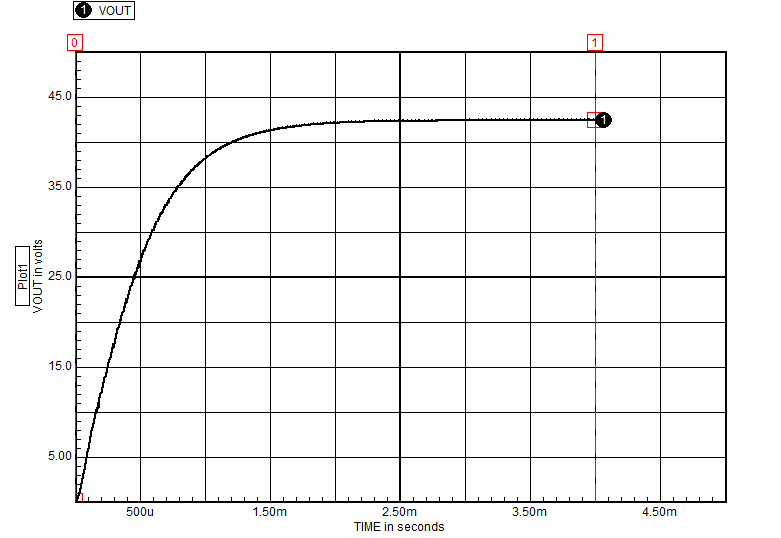 1 VOUT
0
1
45.0
35.0
25.0
15.0
5.00
1
Plot1
VOUT in volts
500u
1.50m
2.50m
3.50m
4.50m
TIME in seconds